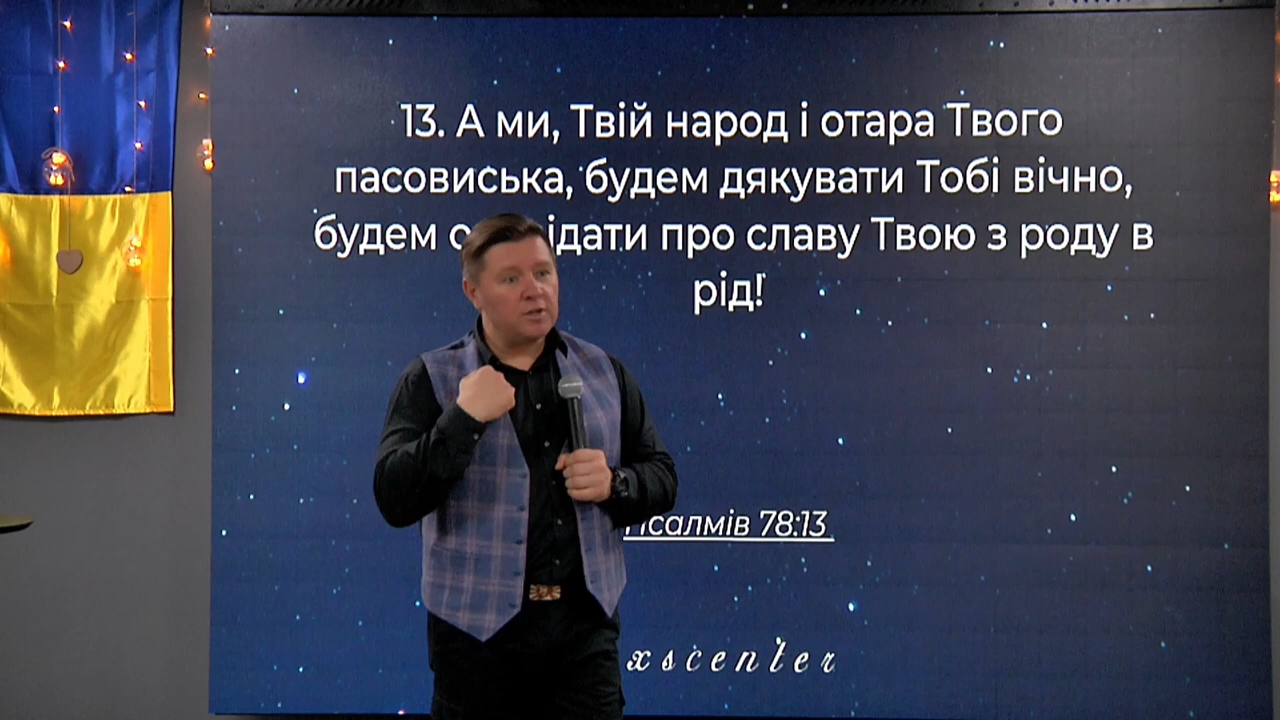 13. А ми, Твій народ і отара Твого
пасовиська, будем дякувати Тобі вічно,
будем про славу Твою з роду в
рід!
78:13
xscenter